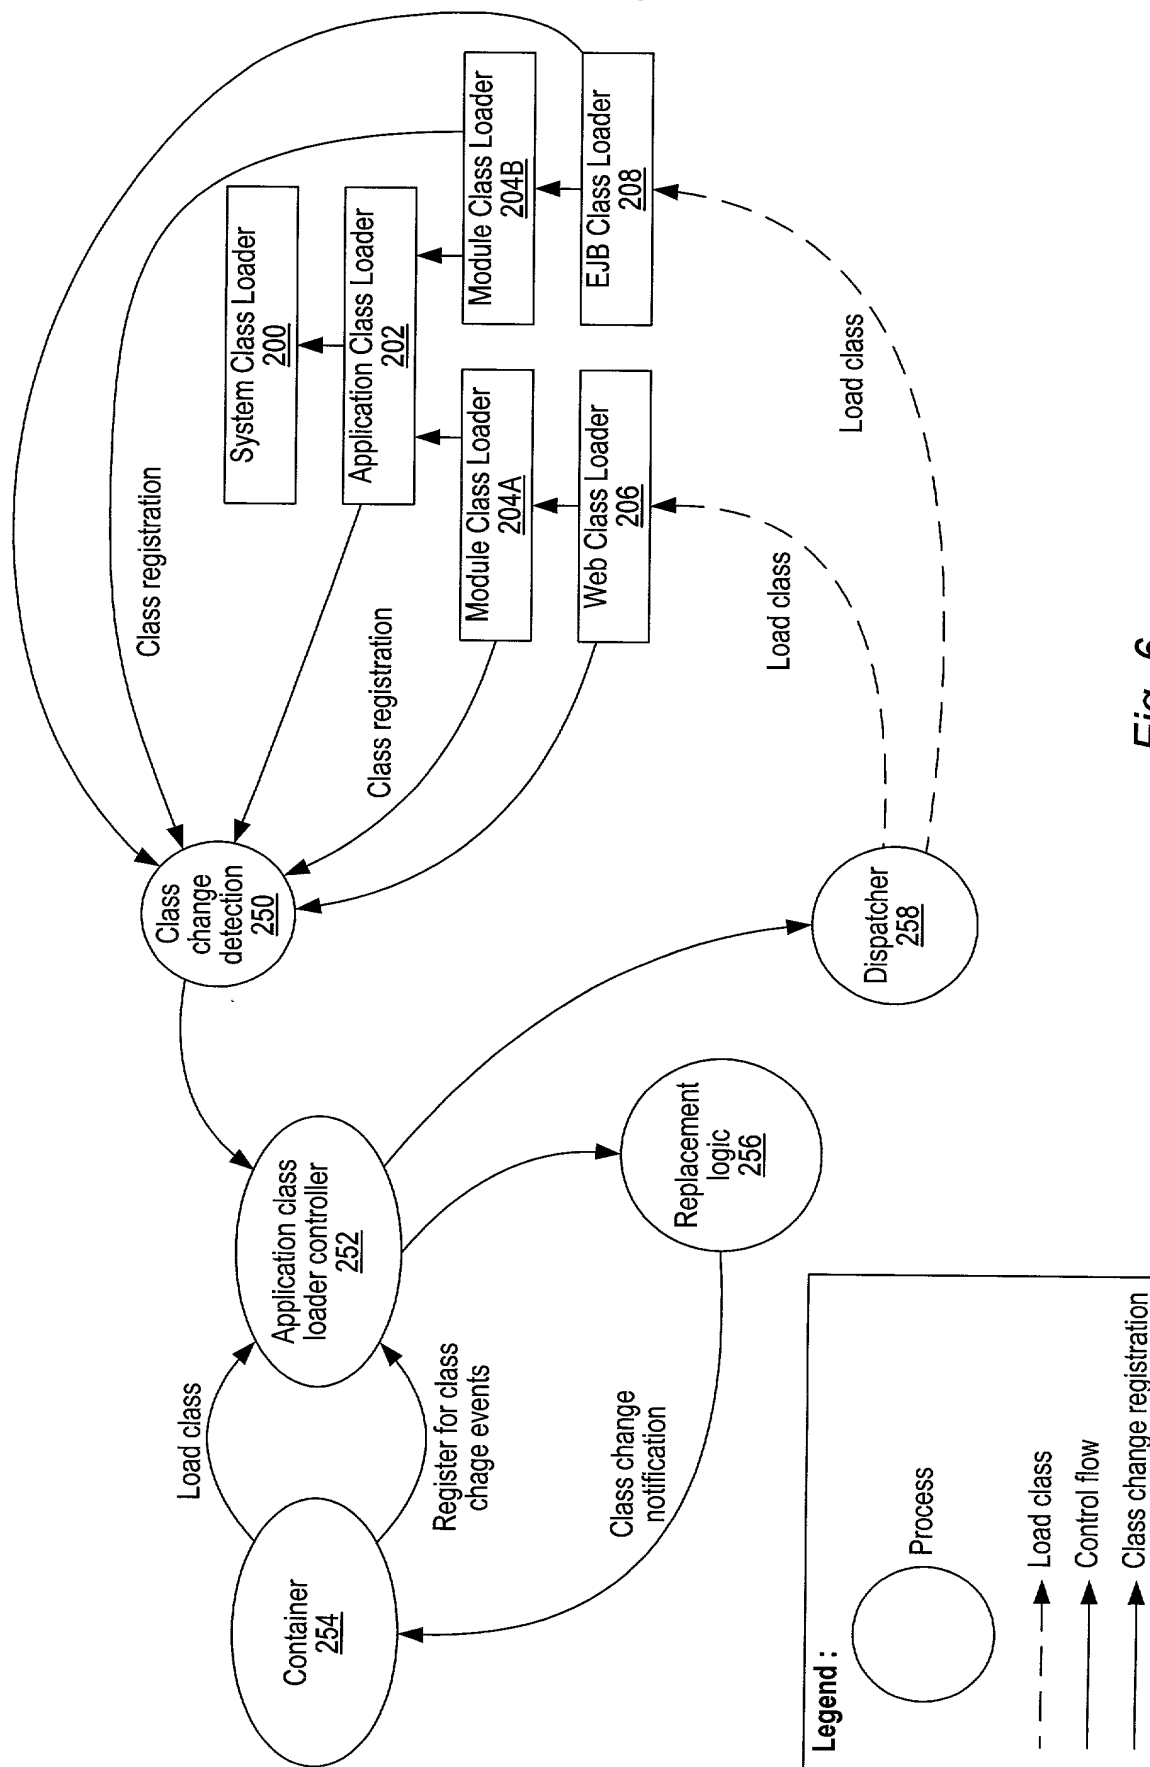 Class registration
System Class Loader
200
Application Class Loader
202
Class registration
Module Class Loader
204A
Module Class Loader
204B
Web Class Loader
206
EJB Class Loader
208
Class
change
detection
250
Load class
Application class
loader controller
252
Container
254
Register for class
chage events
Class change
notification
Replacement
logic
256
Dispatcher
258
Load class
Load class
Legend :
Process
Load class
Control flow
Class change registration